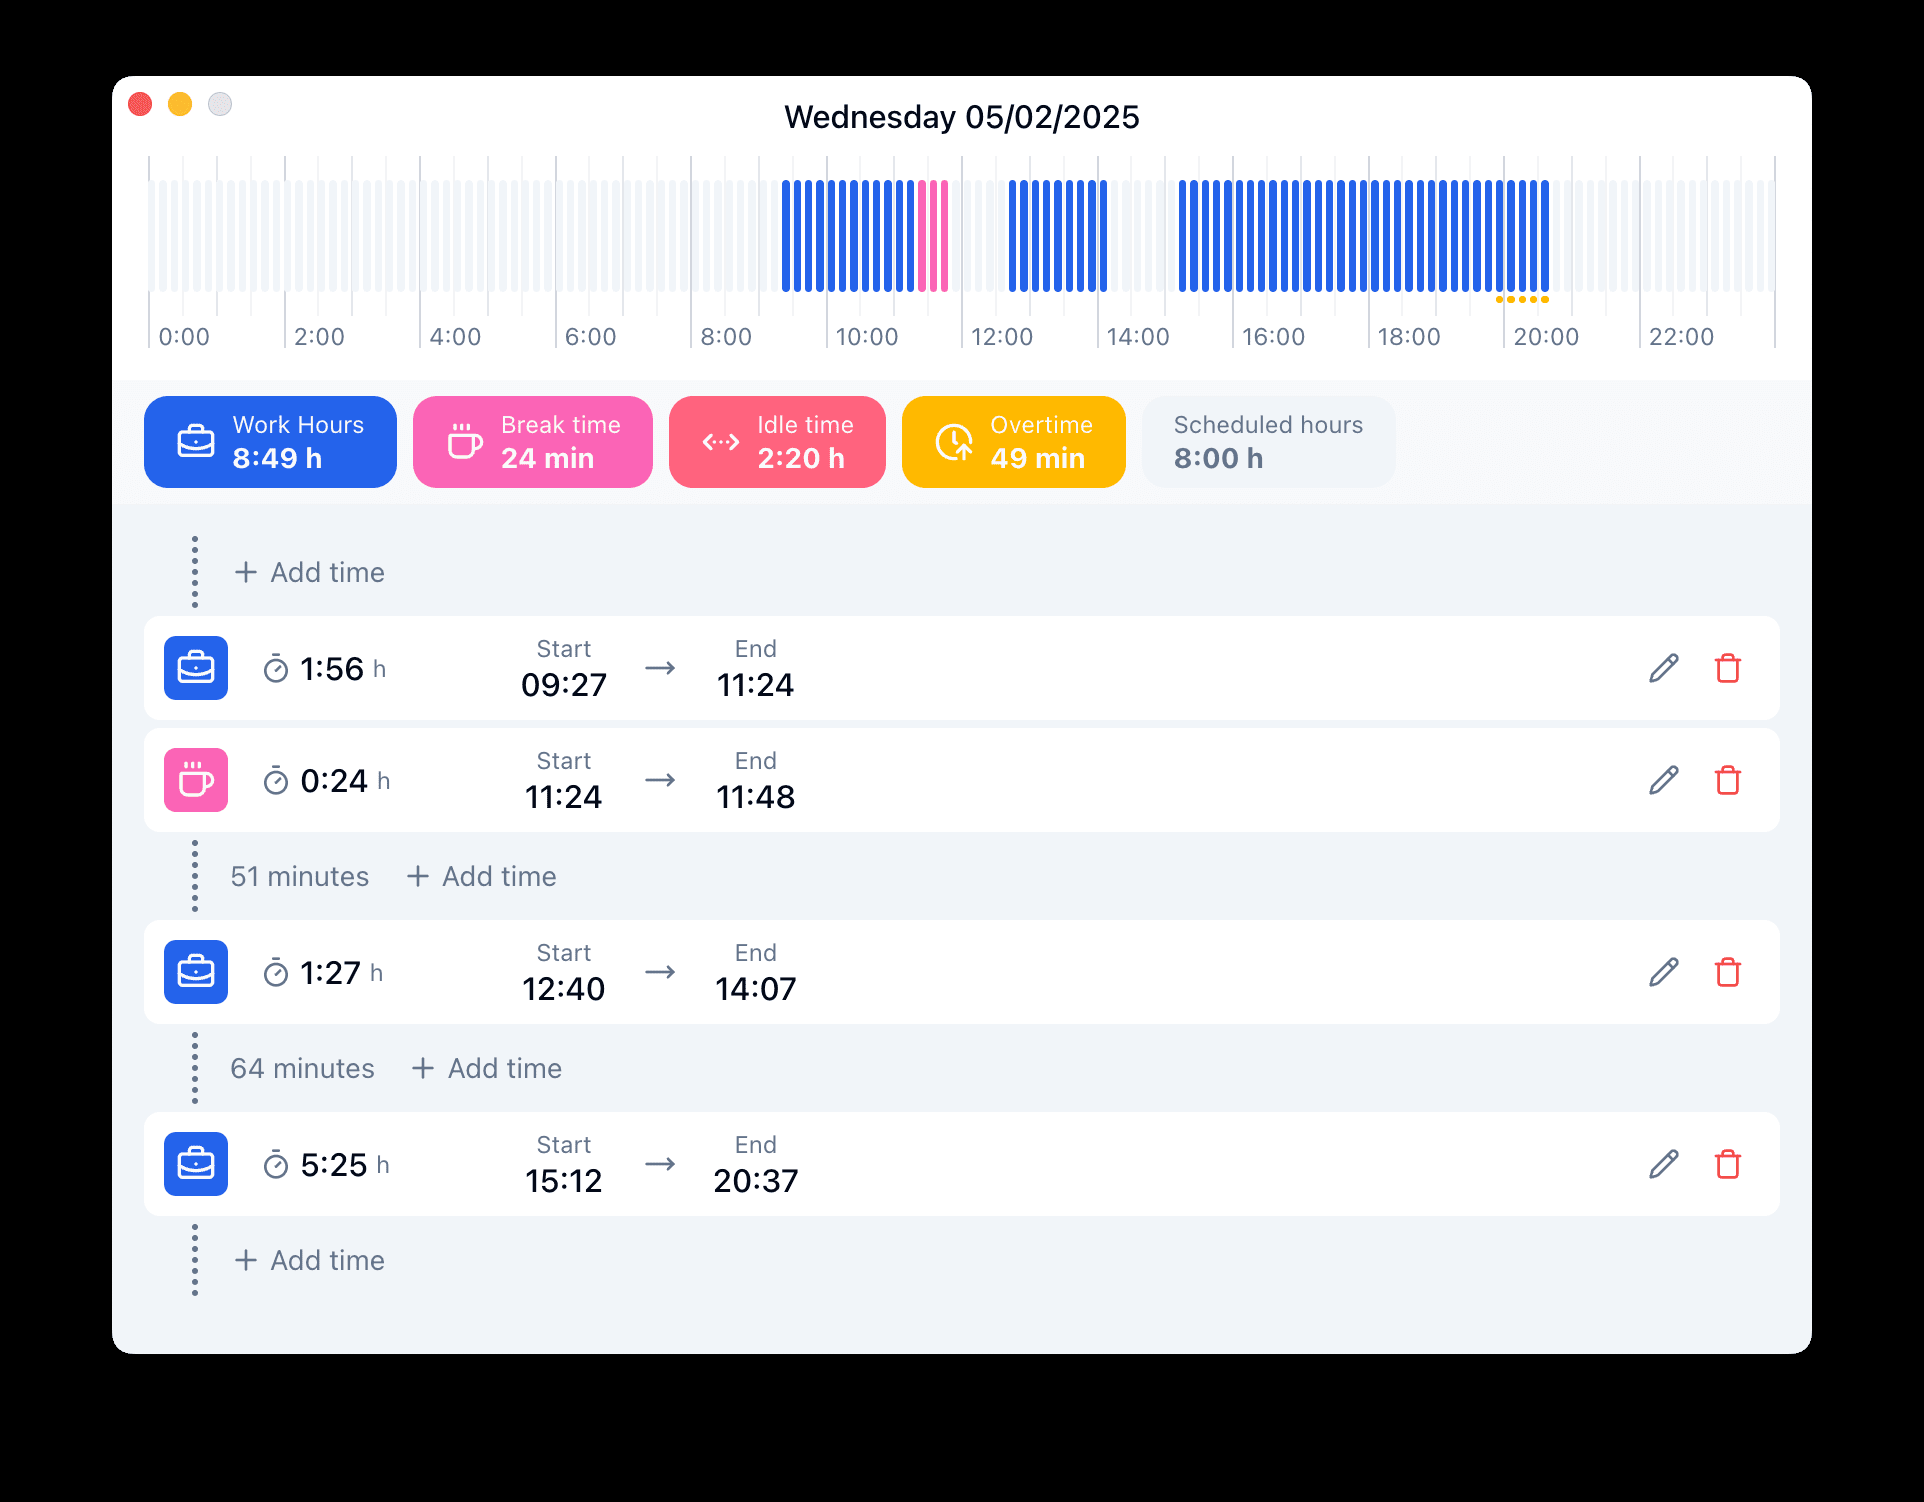 Wednesday 05/02/2025
0:00 2:00 4:00 6:00 8:00 10:00 12:00 14:00 16:00 18:00 20:00 22:00
Work Hours
8:49 h
Break time
24 min
Idle time
2:20 h
Overtime
49 min
Scheduled hours
8:00 h
+ Add time
1:56 h
Start
09:27
→
End
11:24
0:24 h
Start
11:24
→
End
11:48
51 minutes + Add time
1:27 h
Start
12:40
→
End
14:07
64 minutes + Add time
5:25 h
Start
15:12
→
End
20:37
+ Add time